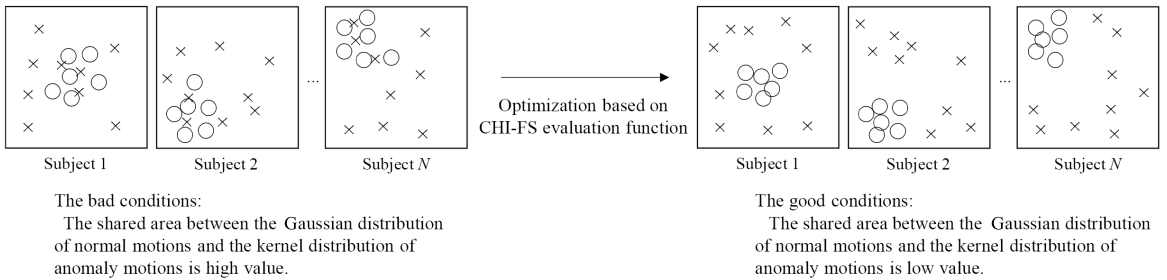 ...
...
Optimization based on
CHI-FS evaluation function
Subject 1
Subject 2
Subject N
Subject 1
Subject 2
Subject N
The bad conditions:
The shared area between the Gaussian distribution
of normal motions and the kernel distribution of
anomaly motions is high value.
The good conditions:
The shared area between the Gaussian distribution
of normal motions and the kernel distribution of
anomaly motions is low value.